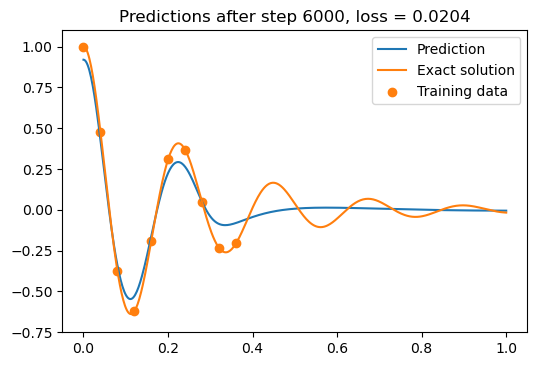 Predictions after step 6000, loss = 0.0204
1.00
0.75
0.50
0.25
0.00
−0.25
−0.50
−0.75
Prediction
Exact solution
Training data
0.0 0.2 0.4 0.6 0.8 1.0